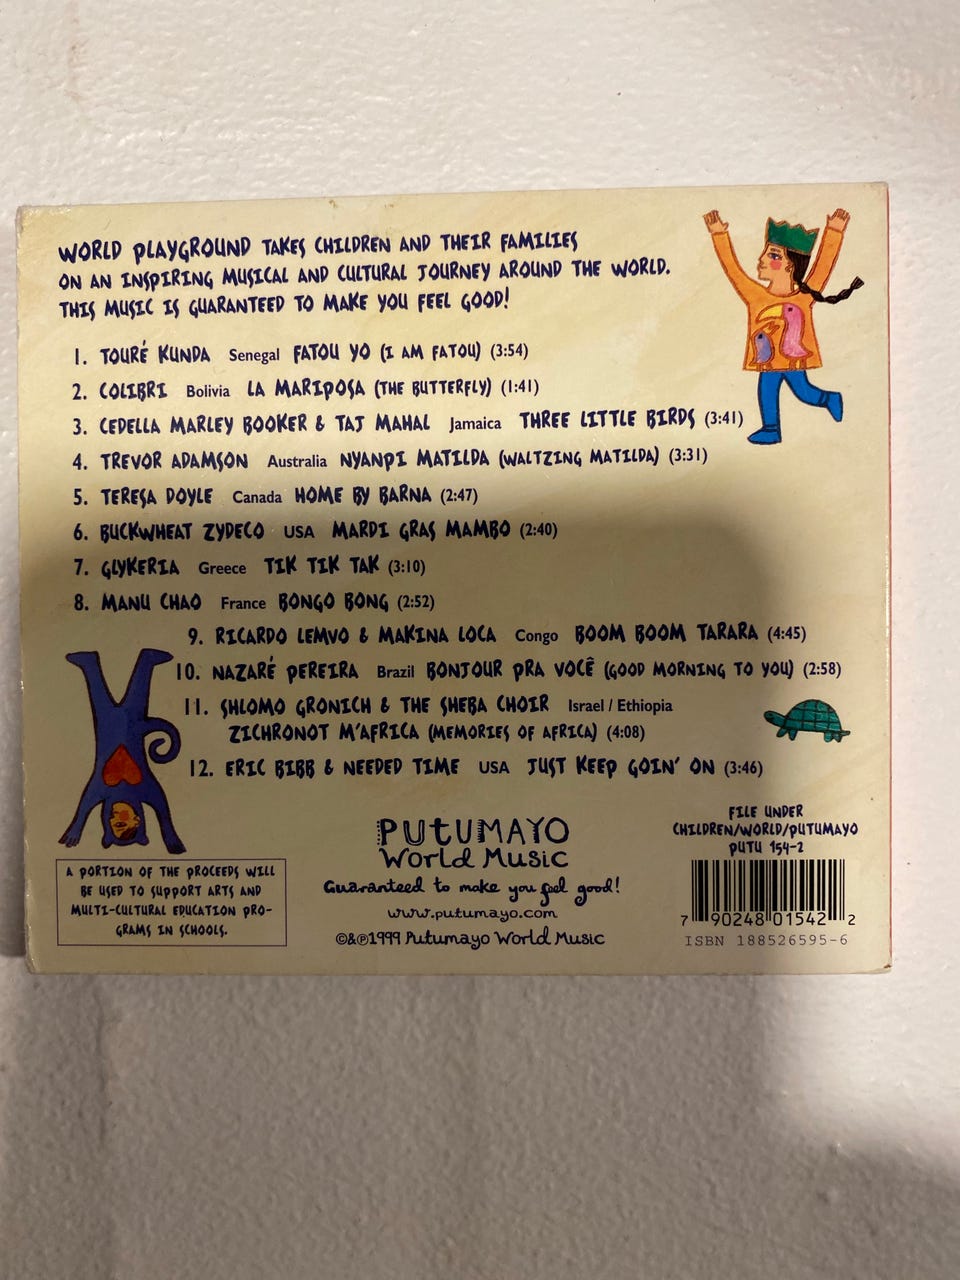 WORLD PLAYGROUND TAKES CHILDREN AND THEIR FAMILIES
ON AN INSPIRING MUSICAL AND CULTURAL JOURNEY AROUND THE WORLD.
THIS MUSIC IS GUARANTEED TO MAKE YOU FEEL GOOD!
1. TOURÉ KUNDA Senegal FATOU YO (I AM FATOU) (3:54)
2. COLIBRI Bolivia LA MARIPOSA (THE BUTTERFLY) (1:41)
3. CEDELLA MARLEY BOOKER & TAJ MAHAL Jamaica THREE LITTLE BIRDS (3:41)
4. TREVOR ADAMSON Australia NYANPI MATILDA (WALTZING MATILDA) (3:31)
5. TERESA DOYLE Canada HOME BY BARNA (2:47)
6. BUCKWHEAT ZYDECO USA MARDI GRAS MAMBO (2:40)
7. GLYKERIA Greece TIK TIK TAK (3:10)
8. MANU CHAO France BONGO BONG (2:52)
9. RICARDO LEMVO & MAKINA LOCA Congo BOOM BOOM TARARA (4:45)
10. NAZARÉ PEREIRA Brazil BONJOUR PRA VOCÊ (GOOD MORNING TO YOU) (2:58)
11. SHLOMO GRONICH & THE SHEBA CHOIR Israel / Ethiopia
ZICHRONOT M'AFRICA (MEMORIES OF AFRICA) (4:08)
12. ERIC BIBB & NEEDED TIME USA JUST KEEP GOIN' ON (3:46)
A PORTION OF THE PROCEEDS WILL
BE USED TO SUPPORT ARTS AND
MULTI-CULTURAL EDUCATION PRO-
GRAMS IN SCHOOLS.
PUTUMAYO
World Music
Guaranteed to make you feel good!
www.putumayo.com
©&℗1999 Putumayo World Music
FILE UNDER
CHILDREN/WORLD/PUTUMAYO
PUTU 154-2
7 90248 01542 2
ISBN 188526595-6